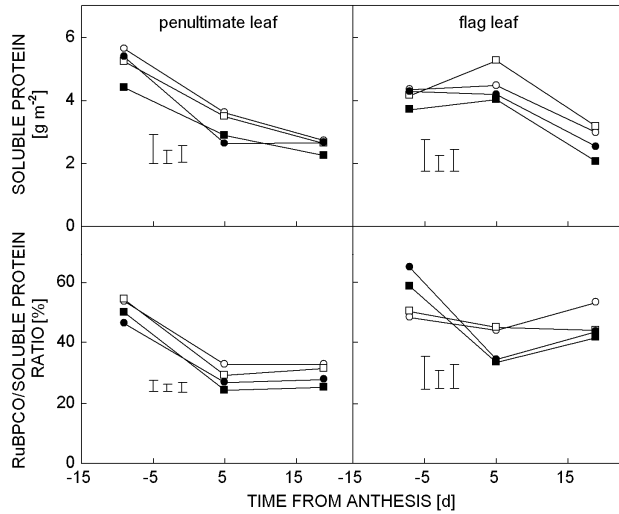 penultimate leaf flag leaf
SOLUBLE PROTEIN
[g m-2]
6
4
2
0
RuBPCO/SOLUBLE PROTEIN
RATIO [%]
60
40
20
0
-15 -5 5 15 -15 -5 5 15
TIME FROM ANTHESIS [d]